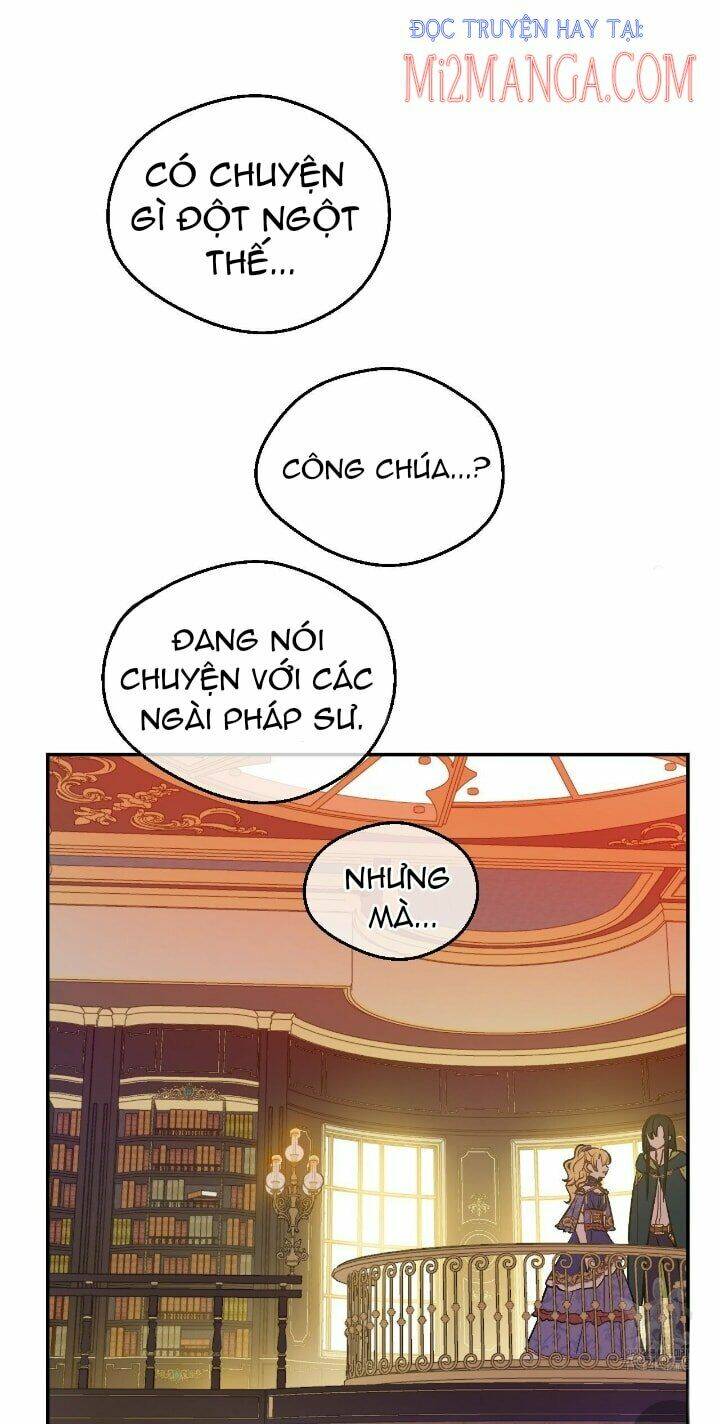 ĐỌC TRUYỆN HAY TẠI:
MI2MANGA.COM
CÓ CHUYỆN
GÌ ĐỘT NGỘT
THẾ...
CÔNG CHÚA...?
ĐANG NÓI
CHUYỆN VỚI CÁC
NGÀI PHÁP SƯ.
NHƯNG
MÀ...